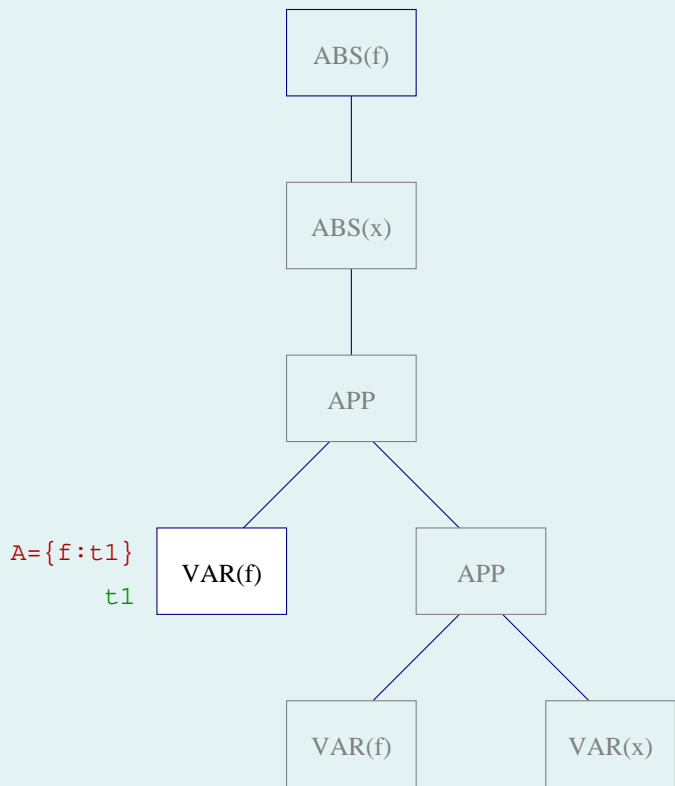 ABS(f)
ABS(x)
APP
A={f:t1}
t1
VAR(f)
APP
VAR(f)
VAR(x)